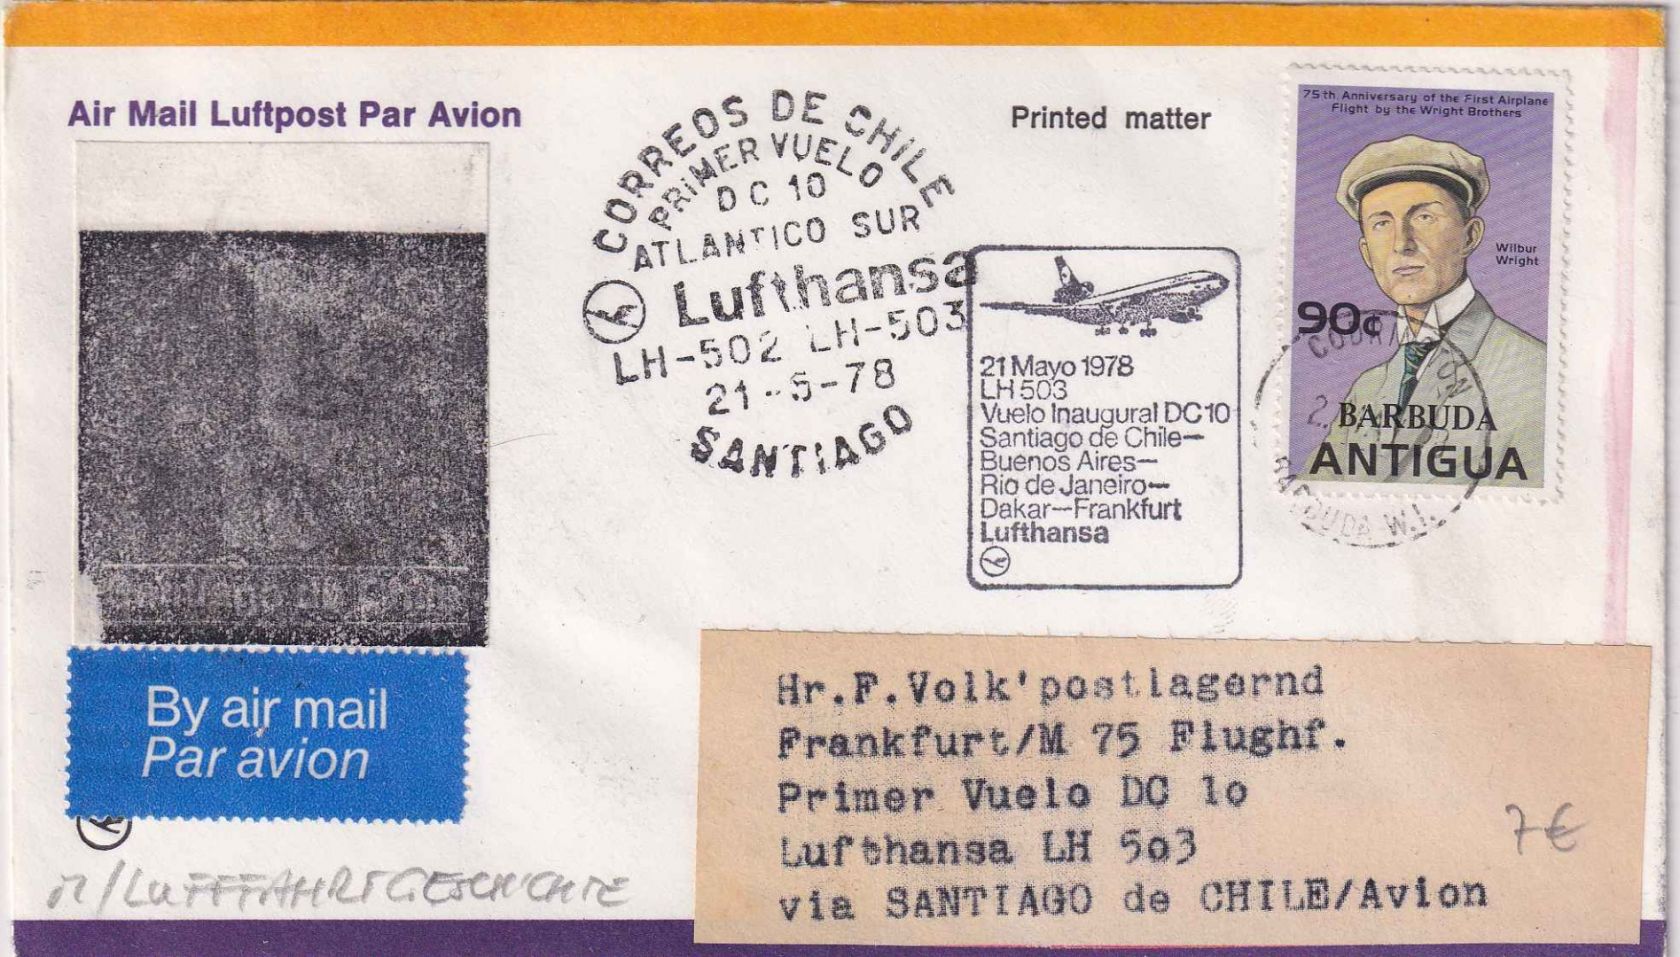 Air Mail Luftpost Par Avion
CORREOS DE CHILE
PRIMER VUELO
DC 10
ATLANTICO SUR
Lufthansa
LH-502 LH-503
21-5-78
SANTIAGO
Printed matter
75th Anniversary of the First Airplane
Flight by the Wright Brothers
Wilbur
Wright
90¢
BARBUDA
ANTIGUA
BARBUDA W.I.
21 Mayo 1978
LH 503
Vuelo Inaugural DC10
Santiago de Chile—
Buenos Aires—
Rio de Janeiro—
Dakar—Frankfurt
Lufthansa
By air mail
Par avion
Hr.F.Volk'postlagernd
Frankfurt/M 75 Flughf.
Primer Vuelo DC 1o
Lufthansa LH 5o3
via SANTIAGO de CHILE/Avion
7€